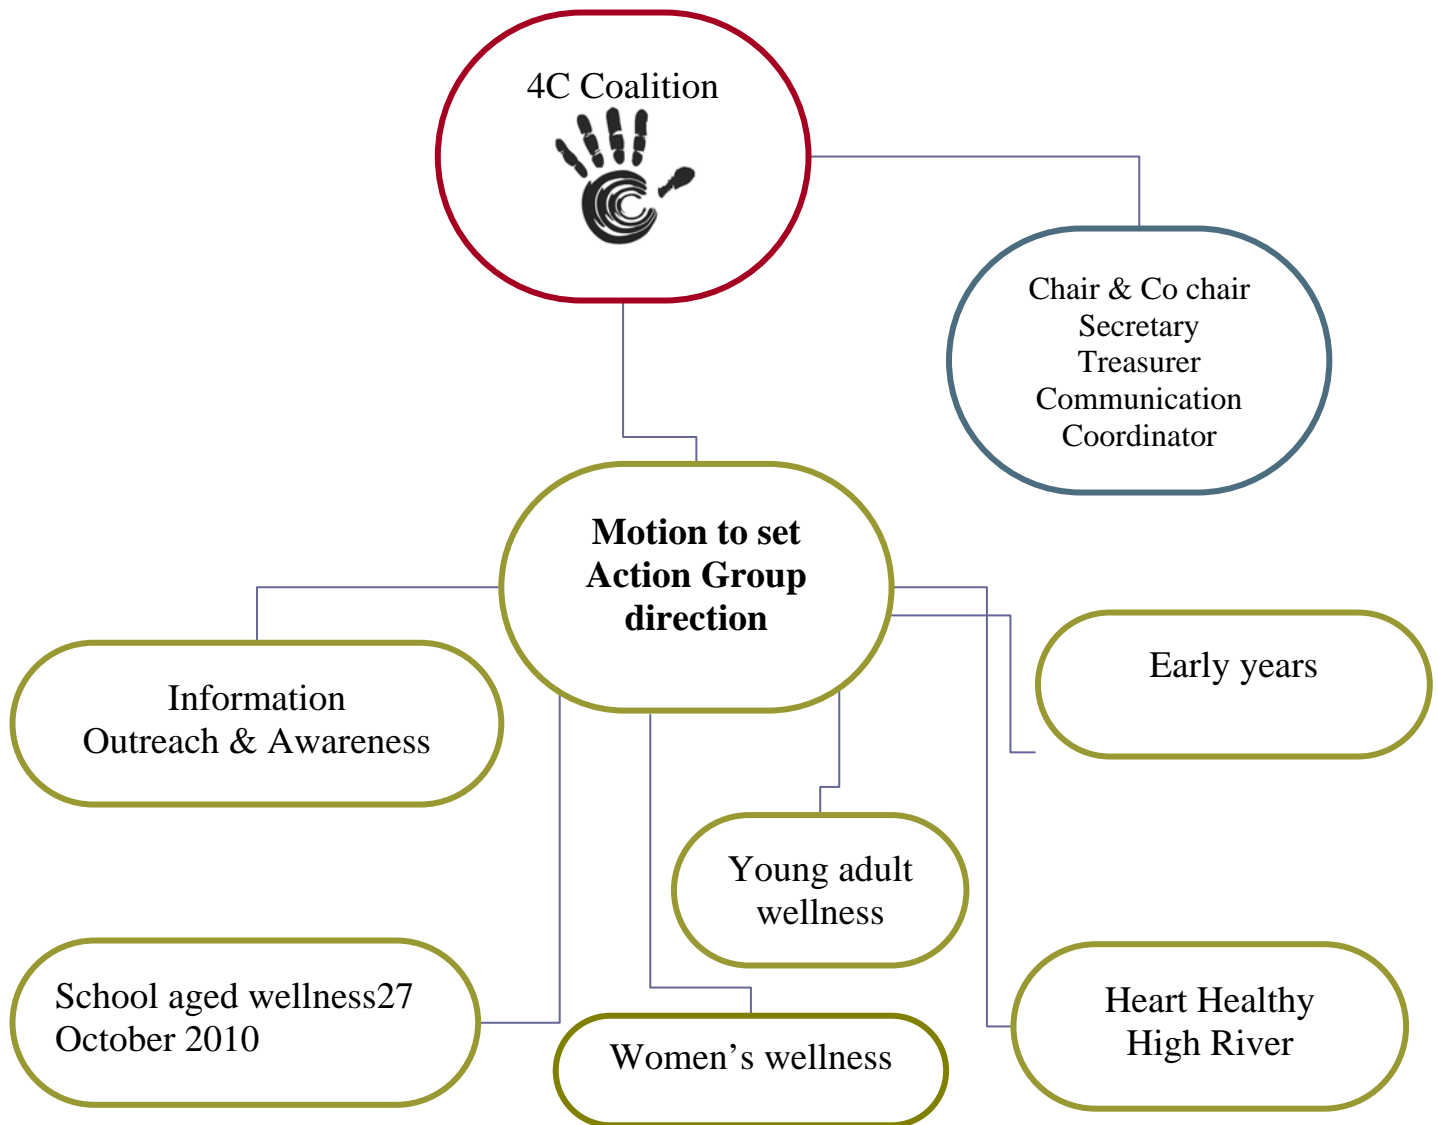 4C Coalition
Chair & Co chair
Secretary
Treasurer
Communication
Coordinator
Motion to set
Action Group
direction
Information
Outreach & Awareness
Early years
Young adult
wellness
School aged wellness27
October 2010
Women’s wellness
Heart Healthy
High River